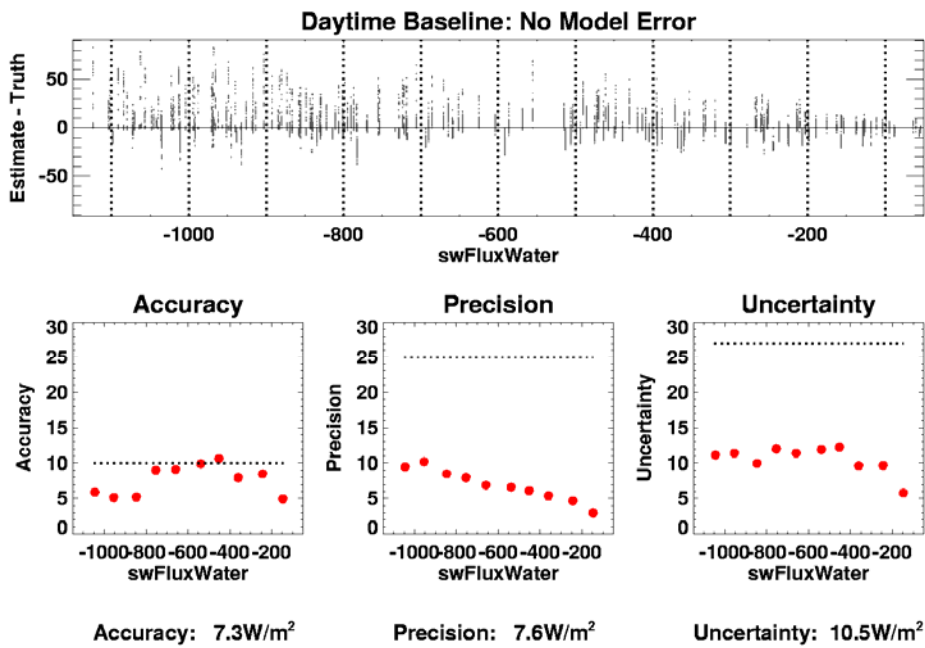 Daytime Baseline: No Model Error
Estimate - Truth
50
0
-50
-1000 -800 -600 -400 -200
swFluxWater
Accuracy
Accuracy
30
25
20
15
10
5
0
-1000 -800 -600 -400 -200
swFluxWater
Precision
Precision
30
25
20
15
10
5
0
-1000 -800 -600 -400 -200
swFluxWater
Uncertainty
Uncertainty
30
25
20
15
10
5
0
-1000 -800 -600 -400 -200
swFluxWater
Accuracy: 7.3W/m² Precision: 7.6W/m² Uncertainty: 10.5W/m²